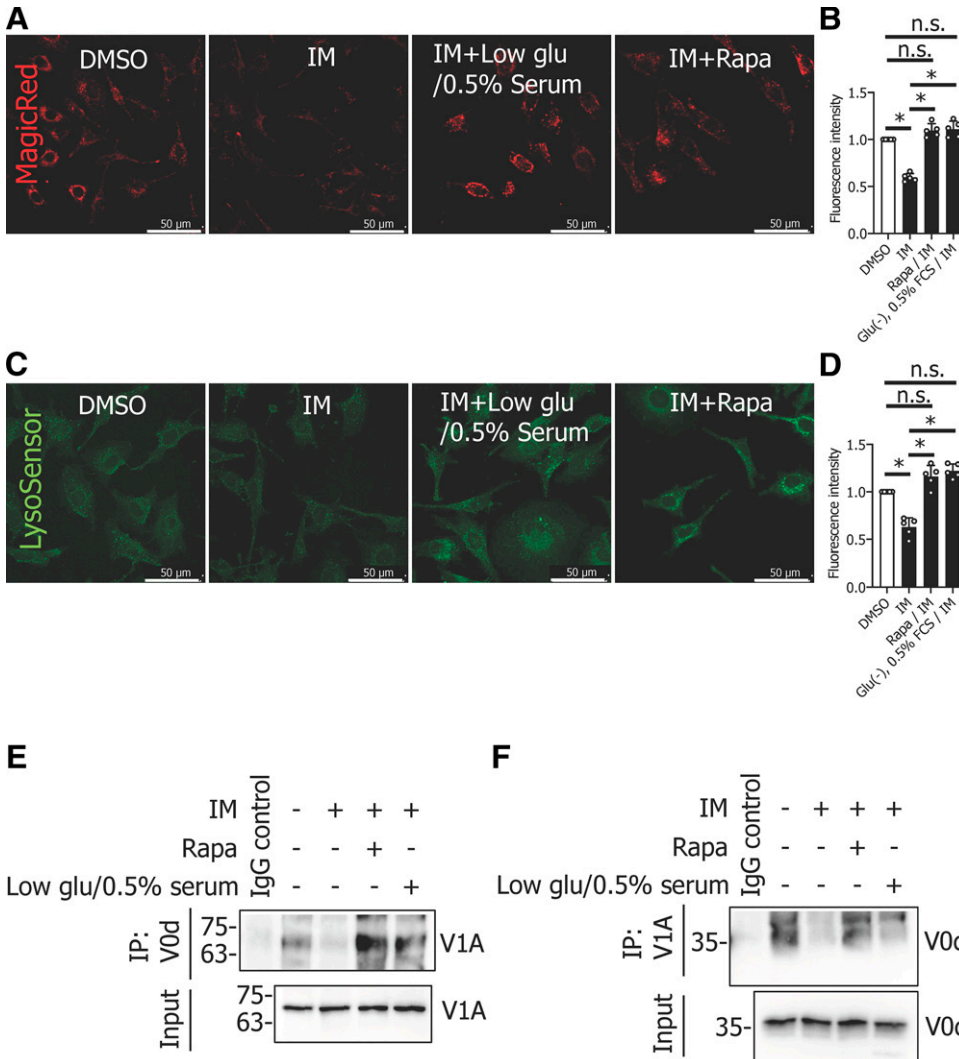 A
MagicRed
DMSO
IM
IM+Low glu
/0.5% Serum
IM+Rapa
50 μm
50 μm
50 μm
50 μm
B
n.s.
n.s.
*
*
*
Fluorescence intensity
1.5
1.0
0.5
0.0
DMSO
IM
Rapa / IM
Glu(-), 0.5% FCS / IM
C
LysoSensor
DMSO
IM
IM+Low glu
/0.5% Serum
IM+Rapa
50 μm
50 μm
50 μm
50 μm
D
n.s.
n.s.
*
*
*
Fluorescence intensity
1.5
1.0
0.5
0.0
DMSO
IM
Rapa / IM
Glu(-), 0.5% FCS / IM
E
IgG control
IM - + + +
Rapa - - + -
Low glu/0.5% serum - - - +
IP:
V0d
75-
63-
V1A
Input
75-
63-
V1A
F
IgG control
IM - + + +
Rapa - - + -
Low glu/0.5% serum - - - +
IP:
V1A
35-
V0d
Input
35-
V0d